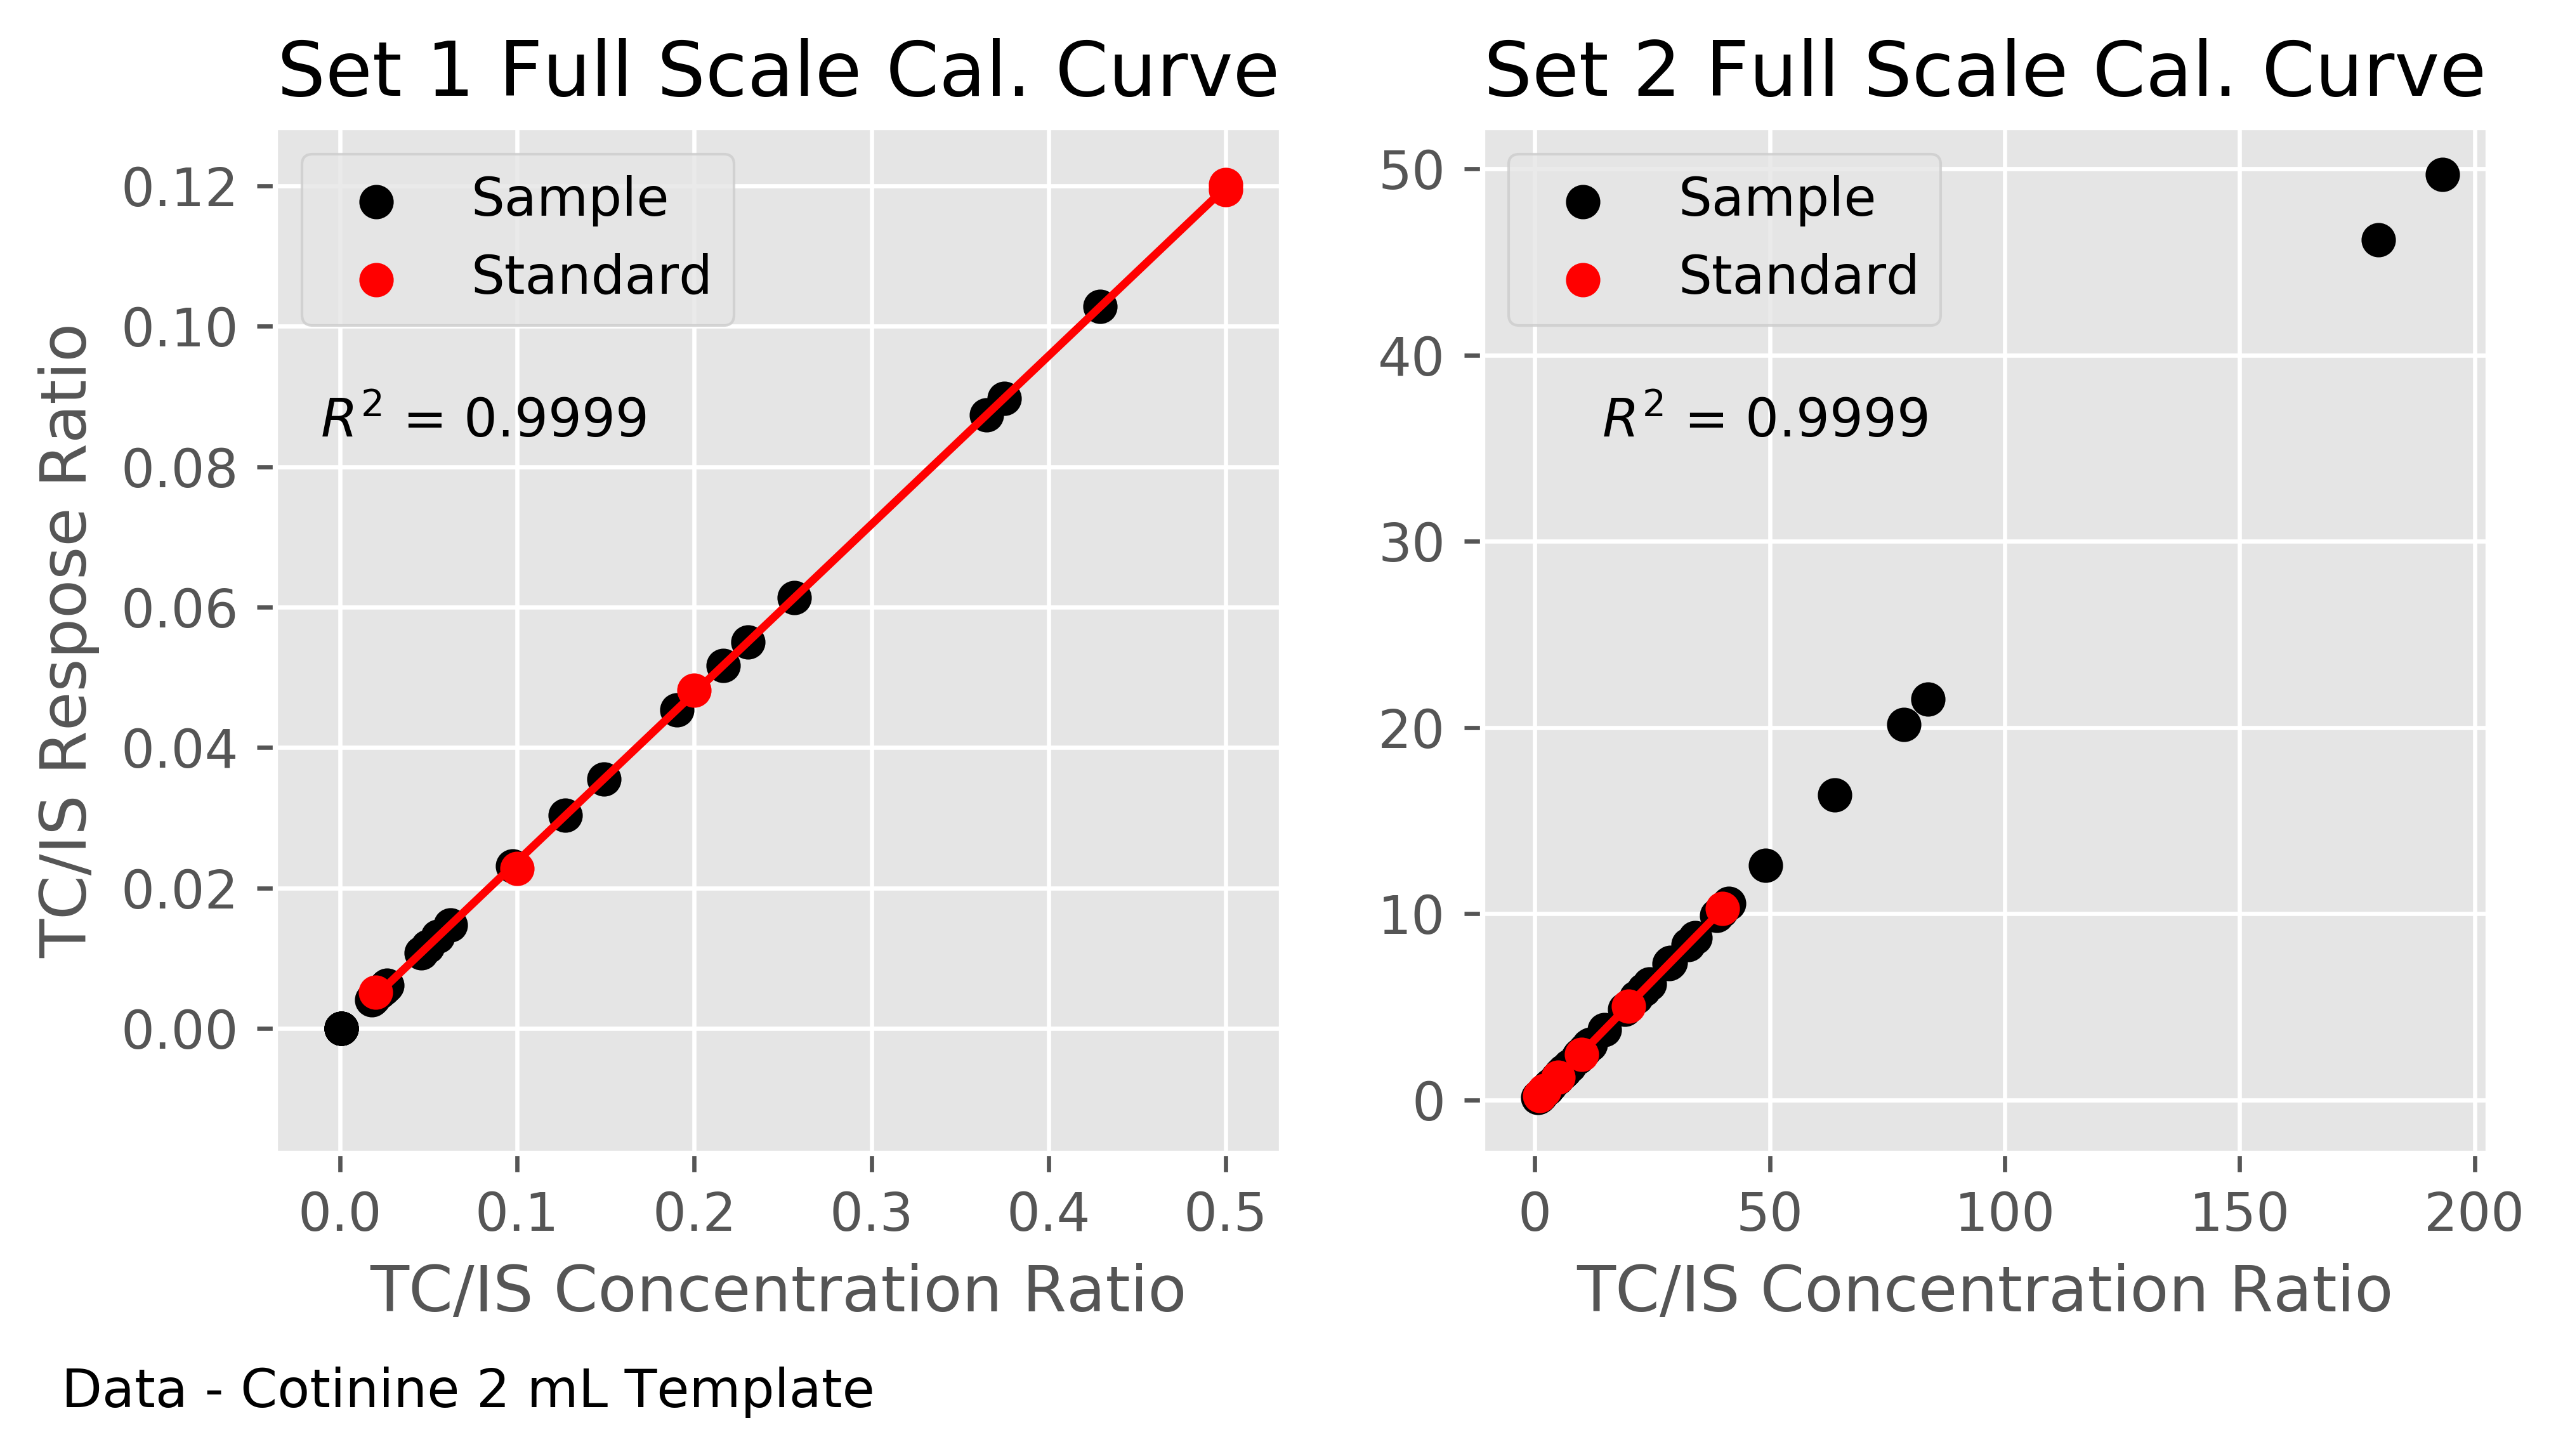 Set 1 Full Scale Cal. Curve
Sample
Standard
R² = 0.9999
TC/IS Respose Ratio
0.12
0.10
0.08
0.06
0.04
0.02
0.00
0.0 0.1 0.2 0.3 0.4 0.5
TC/IS Concentration Ratio
Set 2 Full Scale Cal. Curve
Sample
Standard
R² = 0.9999
50
40
30
20
10
0
0 50 100 150 200
TC/IS Concentration Ratio
Data - Cotinine 2 mL Template